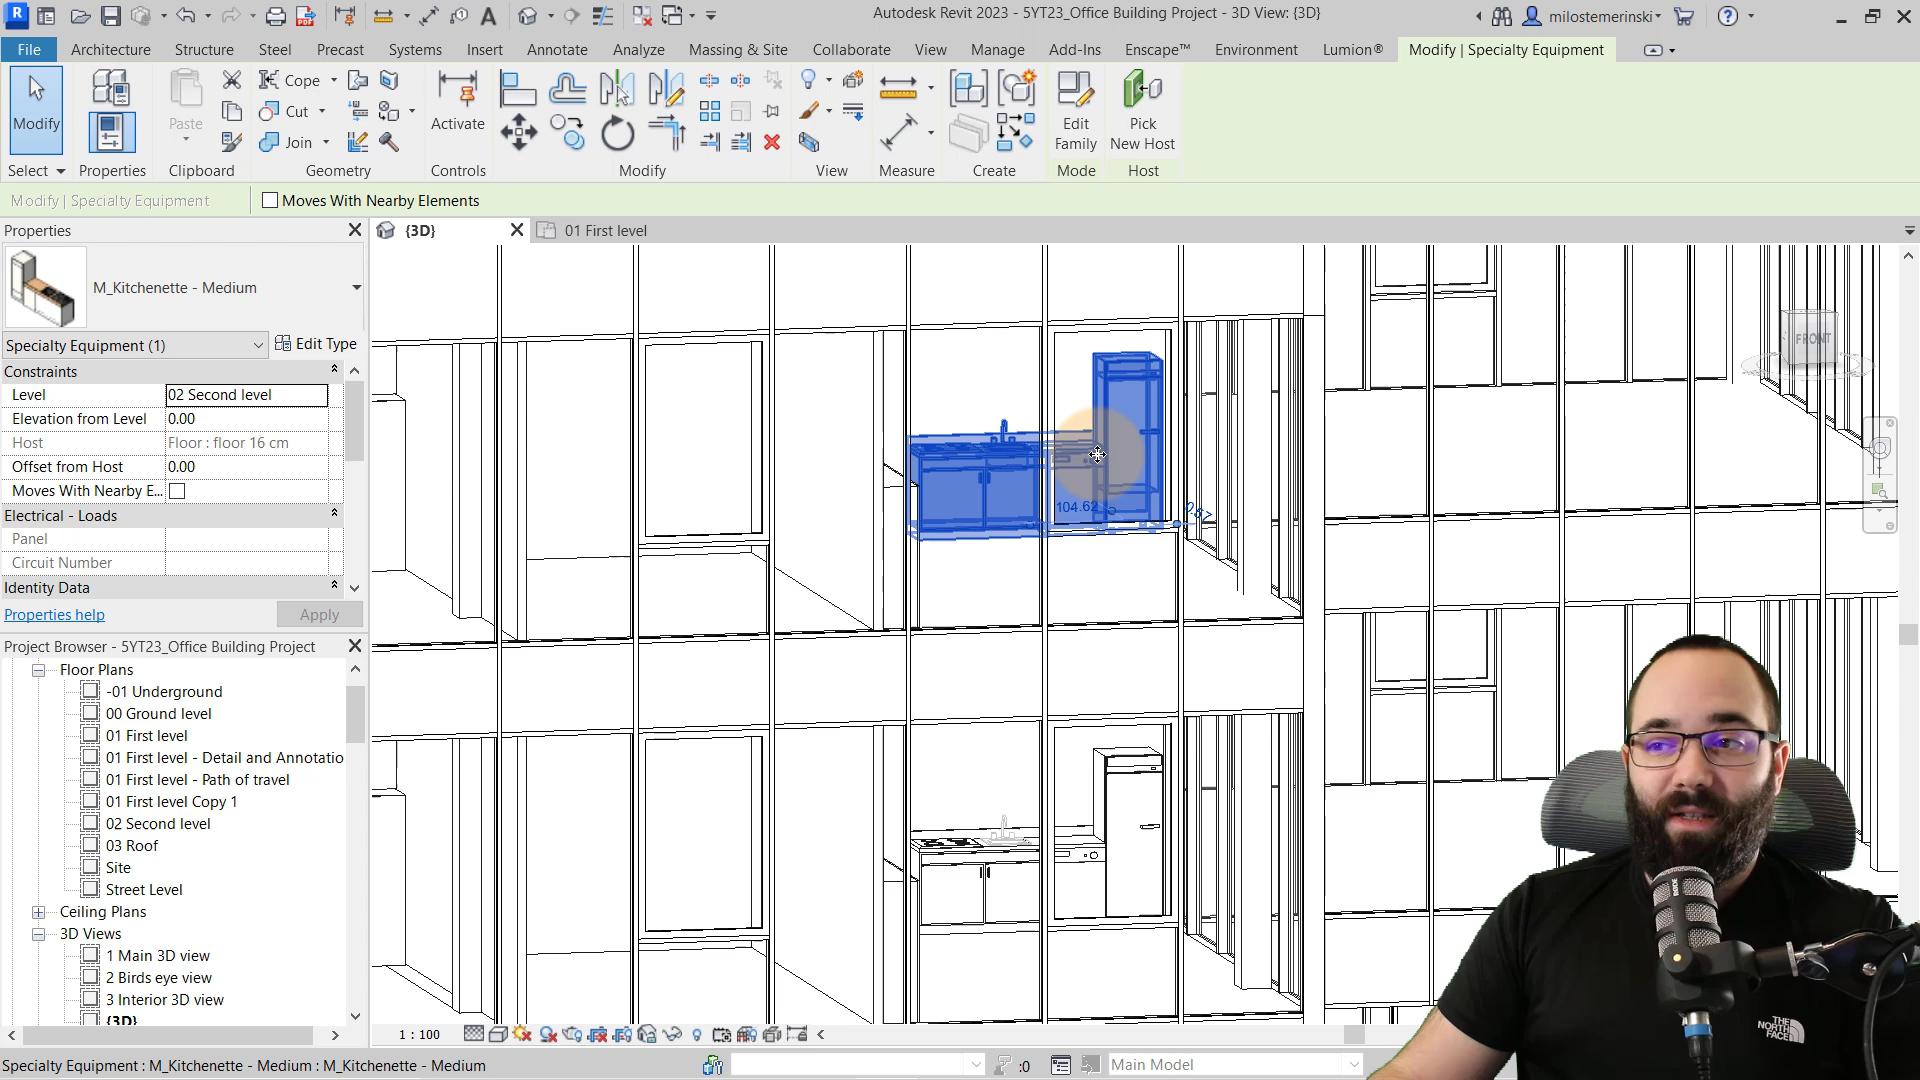 Autodesk Revit 2023 - 5YT23_Office Building Project - 3D View: {3D}
milostemerinski
File
Architecture
Structure
Steel
Precast
Systems
Insert
Annotate
Analyze
Massing & Site
Collaborate
View
Manage
Add-Ins
Enscape™
Environment
Lumion®
Modify | Specialty Equipment
Modify
Paste
Cope
Cut
Join
Activate
Edit
Family
Pick
New Host
Select
Properties
Clipboard
Geometry
Controls
Modify
View
Measure
Create
Mode
Host
Modify | Specialty Equipment
Moves With Nearby Elements
Properties
{3D}
01 First level
M_Kitchenette - Medium
Specialty Equipment (1)
Edit Type
Constraints
Level
02 Second level
Elevation from Level
0.00
Host
Floor : floor 16 cm
Offset from Host
0.00
Moves With Nearby E...
Electrical - Loads
Panel
Circuit Number
Identity Data
Properties help
Apply
Project Browser - 5YT23_Office Building Project
Floor Plans
-01 Underground
00 Ground level
01 First level
01 First level - Detail and Annotatio
01 First level - Path of travel
01 First level Copy 1
02 Second level
03 Roof
Site
Street Level
Ceiling Plans
3D Views
1 Main 3D view
2 Birds eye view
3 Interior 3D view
{3D}
FRONT
104.62
0.67
1 : 100
Specialty Equipment : M_Kitchenette - Medium : M_Kitchenette - Medium
:0
Main Model
THE
NORTH
FACE